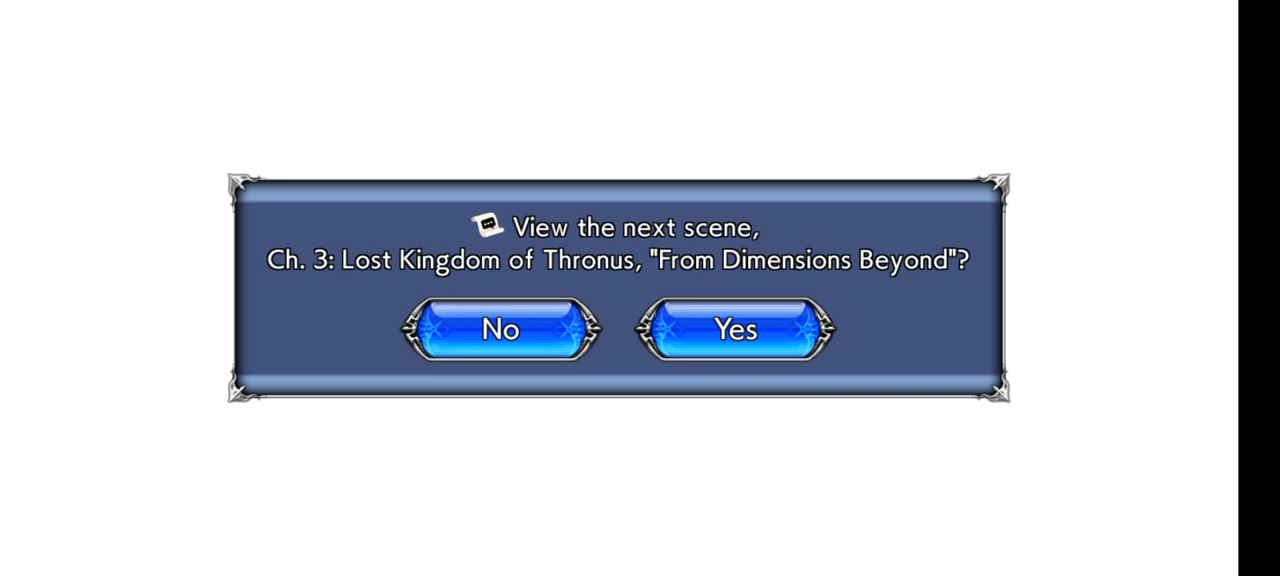 View the next scene,
Ch. 3: Lost Kingdom of Thronus, "From Dimensions Beyond"?
No
Yes